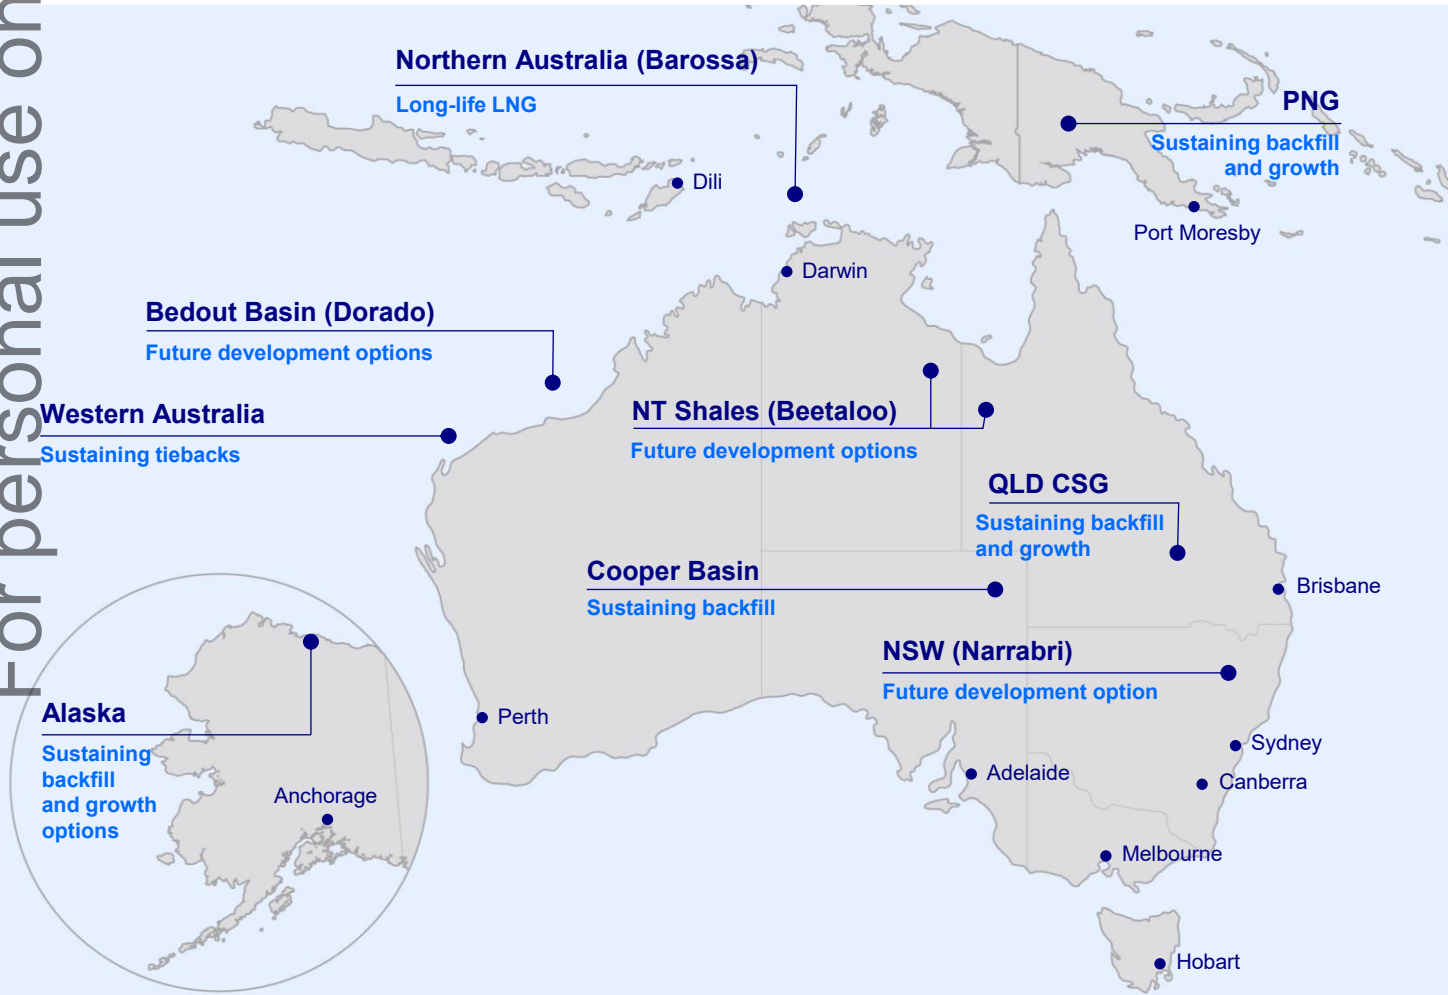 For personal use on
Northern Australia (Barossa)
Long-life LNG
PNG
Sustaining backfill
and growth
Dili
Port Moresby
Darwin
Bedout Basin (Dorado)
Future development options
Western Australia
Sustaining tiebacks
NT Shales (Beetaloo)
Future development options
QLD CSG
Sustaining backfill
and growth
Cooper Basin
Sustaining backfill
Brisbane
NSW (Narrabri)
Future development option
Alaska
Sustaining
backfill
and growth
options
Anchorage
Perth
Sydney
Adelaide
Canberra
Melbourne
Hobart